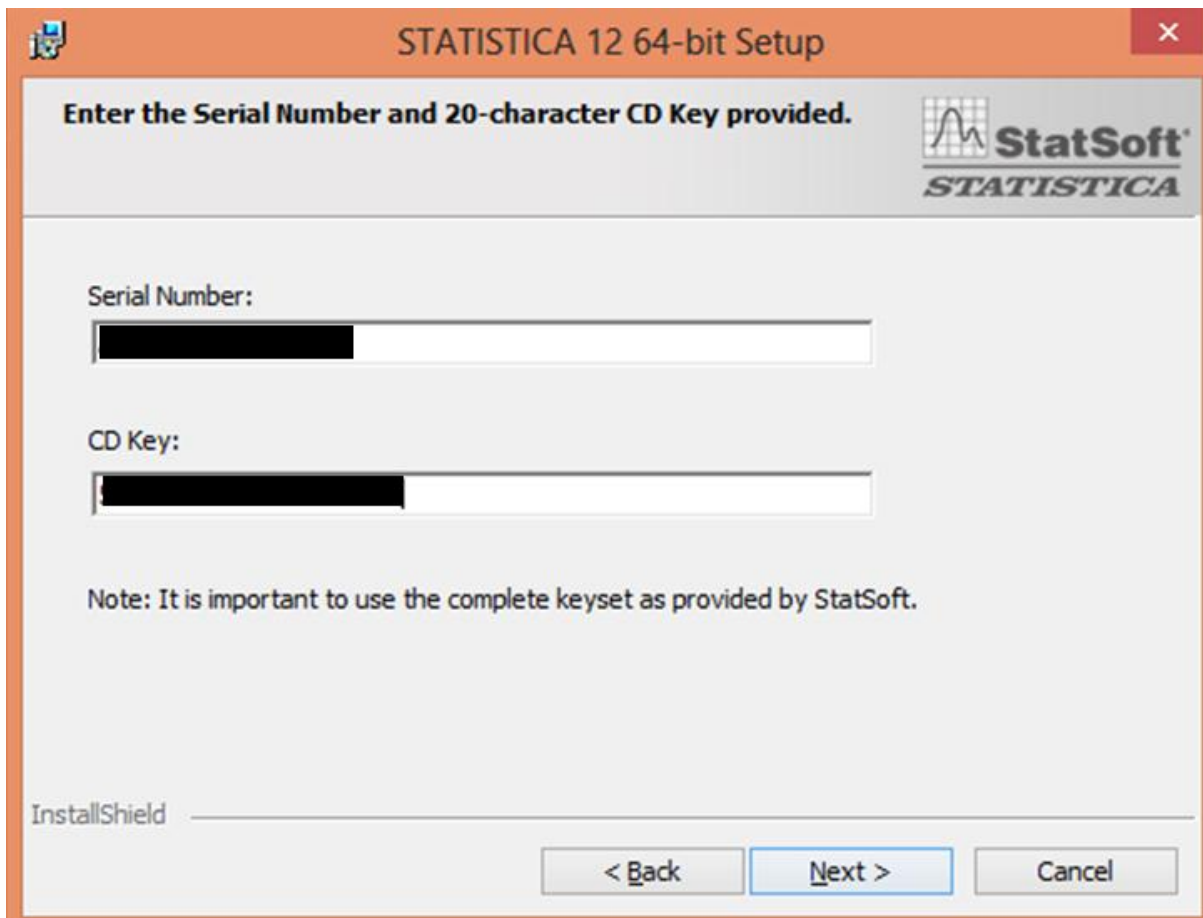 STATISTICA 12 64-bit Setup
Enter the Serial Number and 20-character CD Key provided.
StatSoft
STATISTICA
Serial Number:
CD Key:
Note: It is important to use the complete keyset as provided by StatSoft.
InstallShield
< Back
Next >
Cancel